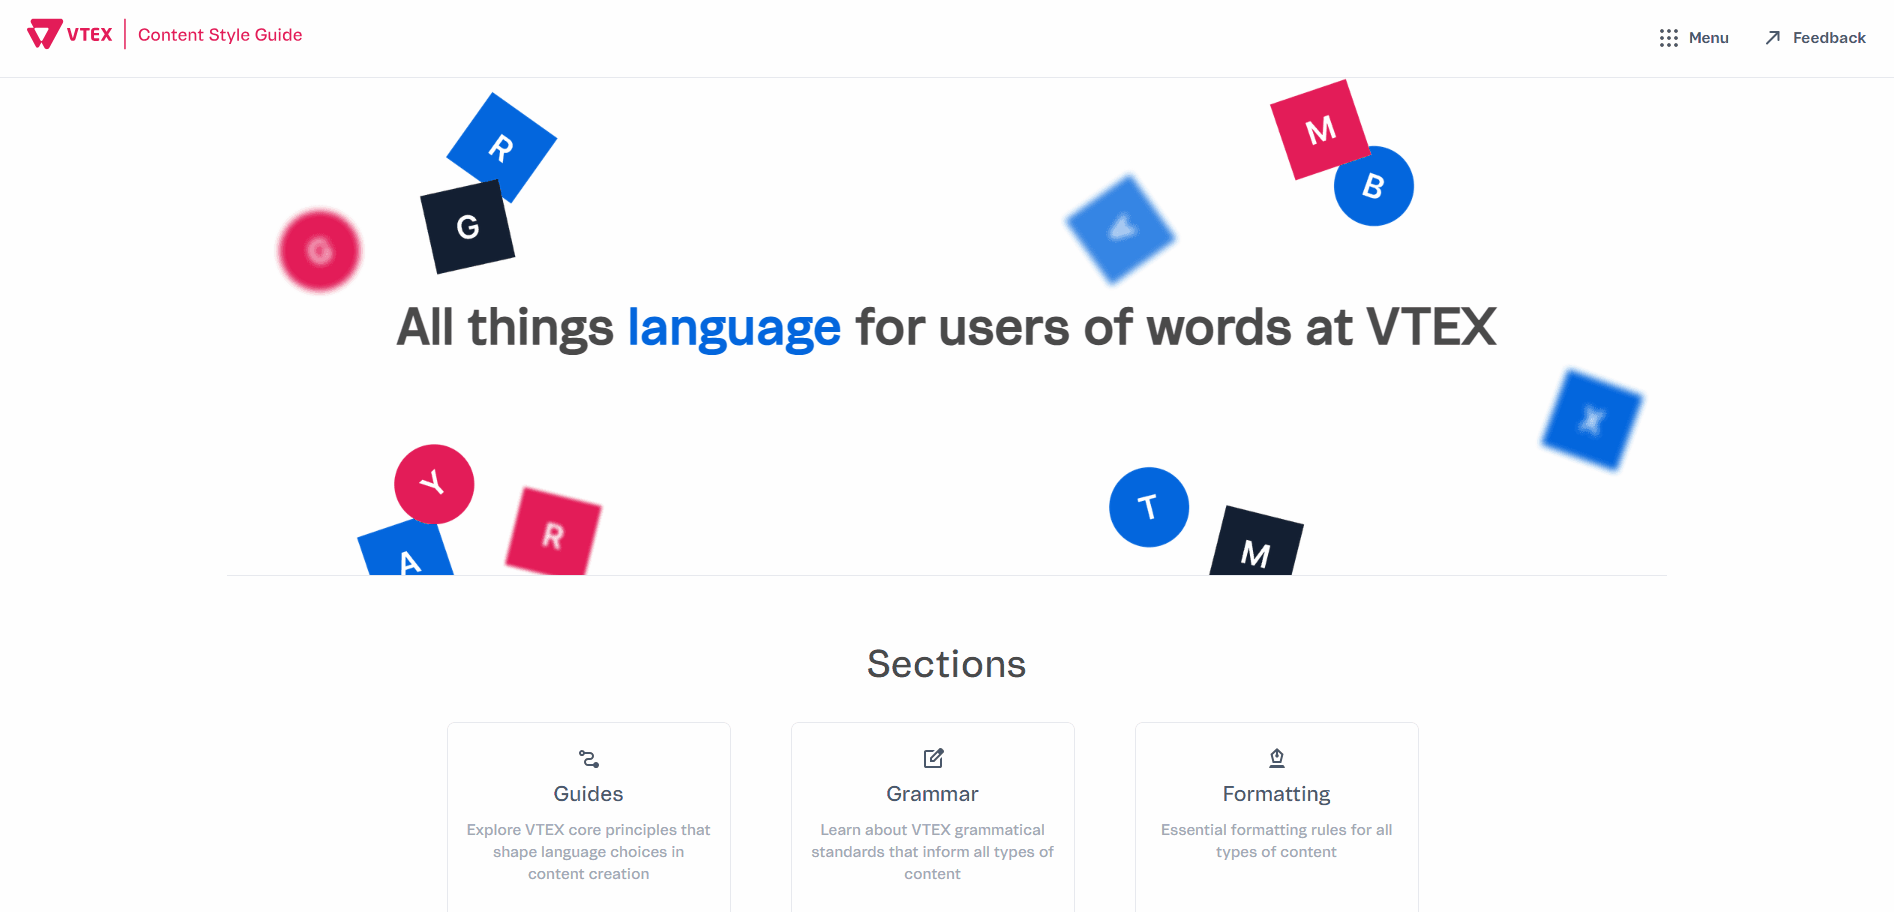 VTEX Content Style Guide
Menu
Feedback
R
M
B
G
G
A
All things language for users of words at VTEX
X
Y
R
A
T
M
Sections
Guides
Explore VTEX core principles that
shape language choices in
content creation
Grammar
Learn about VTEX grammatical
standards that inform all types of
content
Formatting
Essential formatting rules for all
types of content